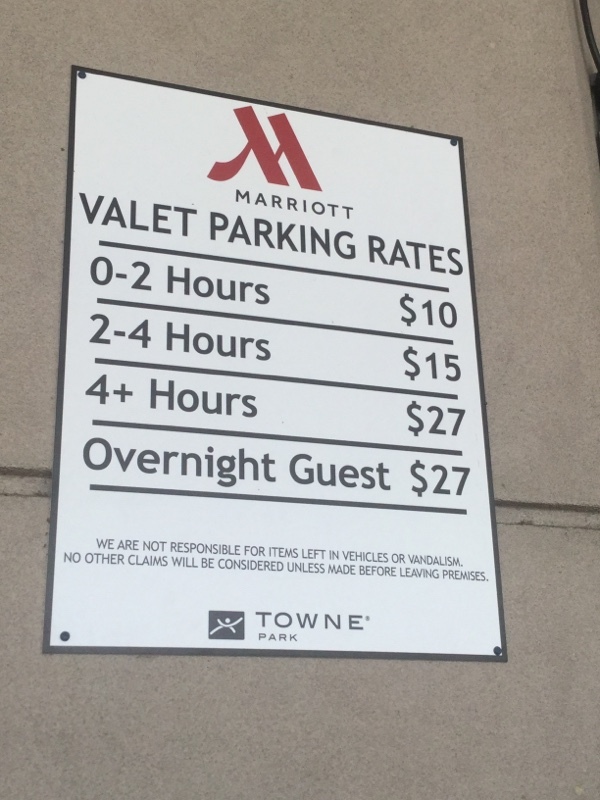 MARRIOTT
VALET PARKING RATES
0-2 Hours $10
2-4 Hours $15
4+ Hours $27
Overnight Guest $27
WE ARE NOT RESPONSIBLE FOR ITEMS LEFT IN VEHICLES OR VANDALISM.
NO OTHER CLAIMS WILL BE CONSIDERED UNLESS MADE BEFORE LEAVING PREMISES.
TOWNE®
PARK